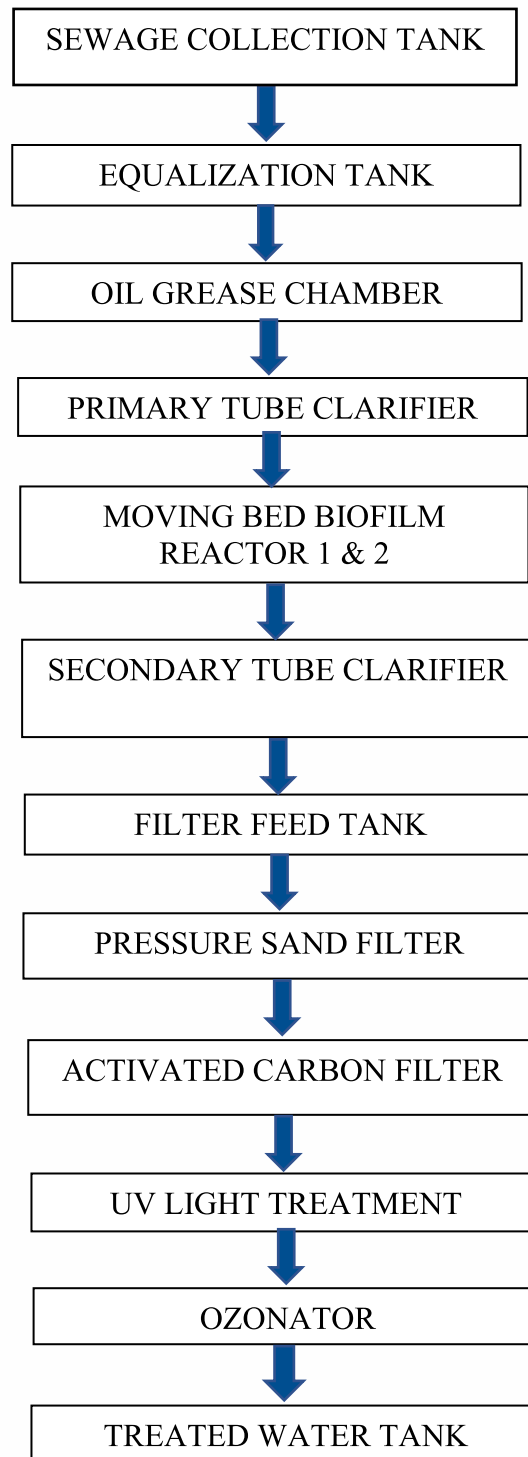 SEWAGE COLLECTION TANK
EQUALIZATION TANK
OIL GREASE CHAMBER
PRIMARY TUBE CLARIFIER
MOVING BED BIOFILM
REACTOR 1 & 2
SECONDARY TUBE CLARIFIER
FILTER FEED TANK
PRESSURE SAND FILTER
ACTIVATED CARBON FILTER
UV LIGHT TREATMENT
OZONATOR
TREATED WATER TANK